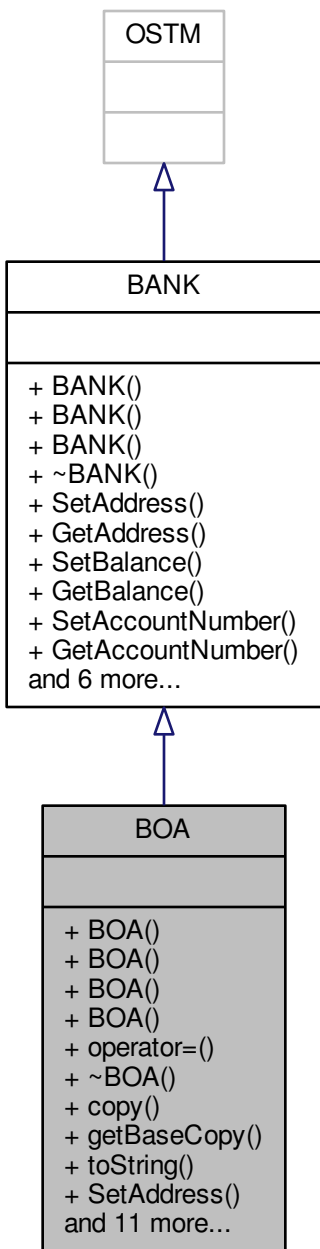 OSTM
BANK
+ BANK()
+ BANK()
+ BANK()
+ ~BANK()
+ SetAddress()
+ GetAddress()
+ SetBalance()
+ GetBalance()
+ SetAccountNumber()
+ GetAccountNumber()
and 6 more...
BOA
+ BOA()
+ BOA()
+ BOA()
+ BOA()
+ operator=()
+ ~BOA()
+ copy()
+ getBaseCopy()
+ toString()
+ SetAddress()
and 11 more...